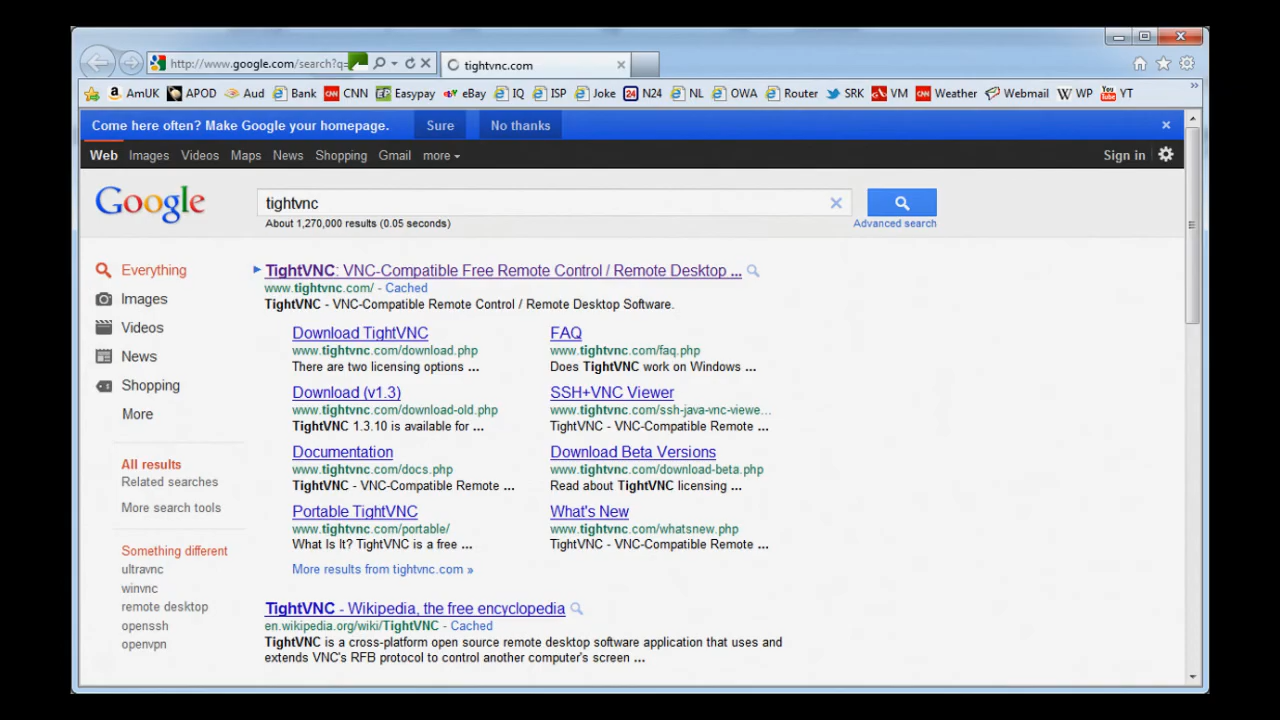 http://www.google.com/search?q= tightvnc.com
AmUK APOD Aud Bank CNN Easypay eBay IQ ISP Joke 24 N24 NL OWA Router SRK VM Weather Webmail W WP YT
Come here often? Make Google your homepage. Sure No thanks
Web Images Videos Maps News Shopping Gmail more Sign in
Google tightvnc
About 1,270,000 results (0.05 seconds) Advanced search
Everything
Images
Videos
News
Shopping
More
All results
Related searches
More search tools
Something different
ultravnc
winvnc
remote desktop
openssh
openvpn
TightVNC: VNC-Compatible Free Remote Control / Remote Desktop ...
www.tightvnc.com/ - Cached
TightVNC - VNC-Compatible Remote Control / Remote Desktop Software.
Download TightVNC
www.tightvnc.com/download.php
There are two licensing options ...
FAQ
www.tightvnc.com/faq.php
Does TightVNC work on Windows ...
Download (v1.3)
www.tightvnc.com/download-old.php
TightVNC 1.3.10 is available for ...
SSH+VNC Viewer
www.tightvnc.com/ssh-java-vnc-viewe...
TightVNC - VNC-Compatible Remote ...
Documentation
www.tightvnc.com/docs.php
TightVNC - VNC-Compatible Remote ...
Download Beta Versions
www.tightvnc.com/download-beta.php
Read about TightVNC licensing ...
Portable TightVNC
www.tightvnc.com/portable/
What Is It? TightVNC is a free ...
What's New
www.tightvnc.com/whatsnew.php
TightVNC - VNC-Compatible Remote ...
More results from tightvnc.com »
TightVNC - Wikipedia, the free encyclopedia
en.wikipedia.org/wiki/TightVNC - Cached
TightVNC is a cross-platform open source remote desktop software application that uses and
extends VNC's RFB protocol to control another computer's screen ...